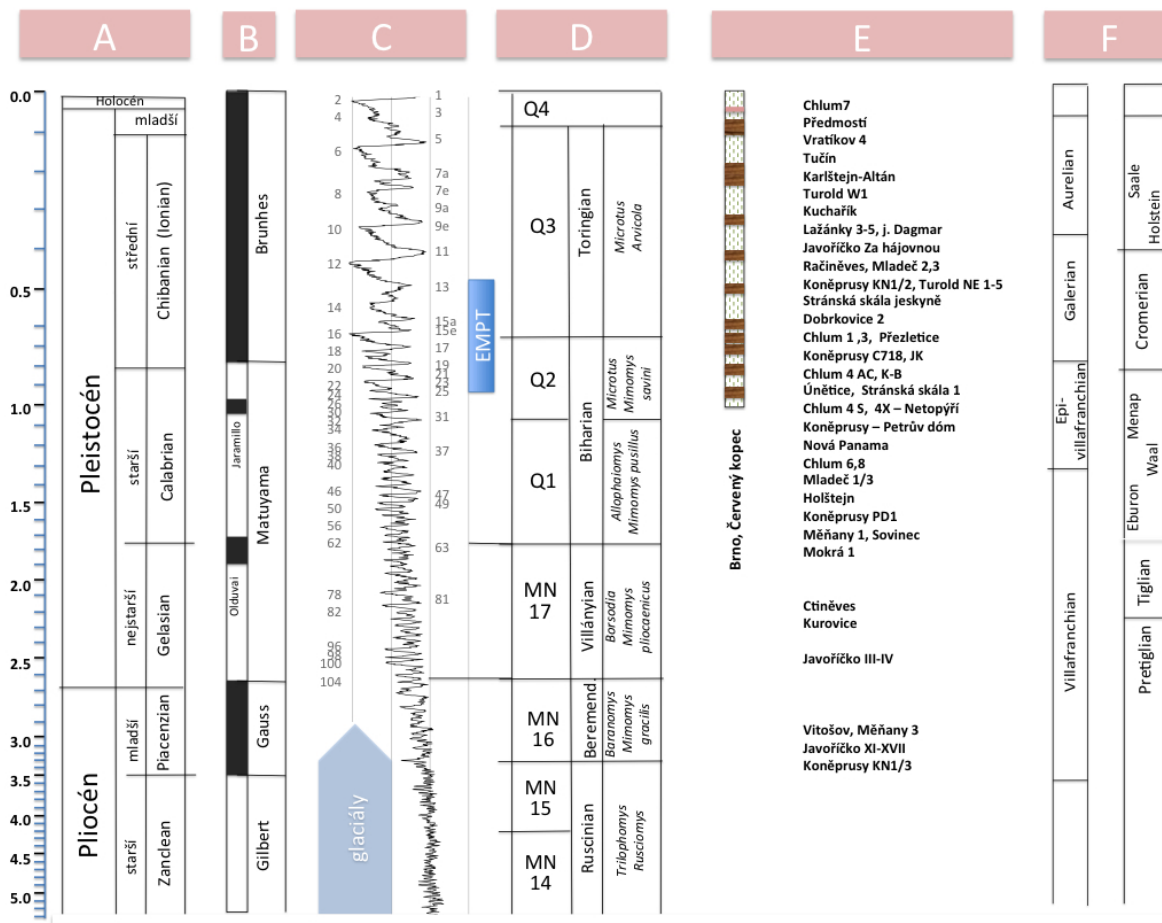 A
B
C
D
E
F
0.0
0.5
1.0
1.5
2.0
2.5
3.0
3.5
4.0
4.5
5.0
Holocén
Pleistocén
Pliocén
mladší
střední
starší
nejstarší
mladší
starší
Chibanian (Ionian)
Calabrian
Gelasian
Piacenzian
Zanclean
Jaramillo
Olduvai
Brunhes
Matuyama
Gauss
Gilbert
2
4
6
8
10
12
14
16
18
20
22
24
26
30
32
34
36
38
40
46
50
56
62
78
82
96
98
100
104
1
3
5
7a
7e
9a
9e
11
13
15a
15e
17
19
21
23
25
31
37
47
49
63
81
glaciály
EMPT
Q4
Q3
Q2
Q1
MN
17
MN
16
MN
15
MN
14
Toringian
Biharian
Villányian
Beremend.
Ruscinian
Microtus
Arvicola
Microtus
Mimomys
savini
Allophaiomys
Mimomys pusillus
Borsodia
Mimomys
pliocaenicus
Baranomys
Mimomys
gracilis
Trilophomys
Rusciomys
Brno, Červený kopec
Chlum7
Předmostí
Vratíkov 4
Tučín
Karlštejn-Altán
Turold W1
Kuchařík
Lažánky 3-5, j. Dagmar
Javoříčko Za hájovnou
Račiněves, Mladeč 2,3
Koněprusy KN1/2, Turold NE 1-5
Stránská skála jeskyně
Dobrkovice 2
Chlum 1 ,3, Přezletice
Koněprusy C718, JK
Chlum 4 AC, K-B
Únětice, Stránská skála 1
Chlum 4 S, 4X – Netopýří
Koněprusy – Petrův dóm
Nová Panama
Chlum 6,8
Mladeč 1/3
Holštejn
Koněprusy PD1
Měňany 1, Sovinec
Mokrá 1
Ctiněves
Kurovice
Javoříčko III-IV
Vitošov, Měňany 3
Javoříčko XI-XVII
Koněprusy KN1/3
Aurelian
Galerian
Epi-
villafranchian
Villafranchian
Saale
Holstein
Cromerian
Menap
Waal
Eburon
Tiglian
Pretiglian